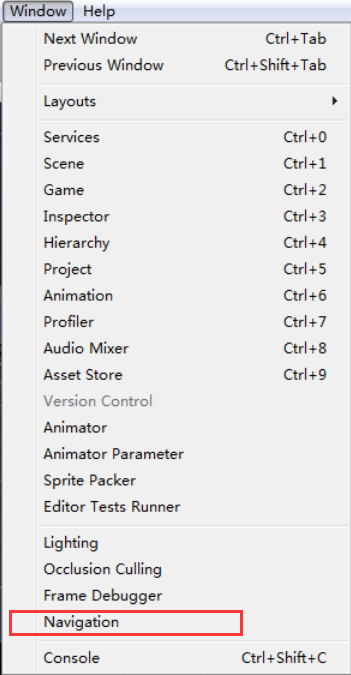 Window Help
Next Window Ctrl+Tab
Previous Window Ctrl+Shift+Tab
Layouts
Services Ctrl+0
Scene Ctrl+1
Game Ctrl+2
Inspector Ctrl+3
Hierarchy Ctrl+4
Project Ctrl+5
Animation Ctrl+6
Profiler Ctrl+7
Audio Mixer Ctrl+8
Asset Store Ctrl+9
Version Control
Animator
Animator Parameter
Sprite Packer
Editor Tests Runner
Lighting
Occlusion Culling
Frame Debugger
Navigation
Console Ctrl+Shift+C